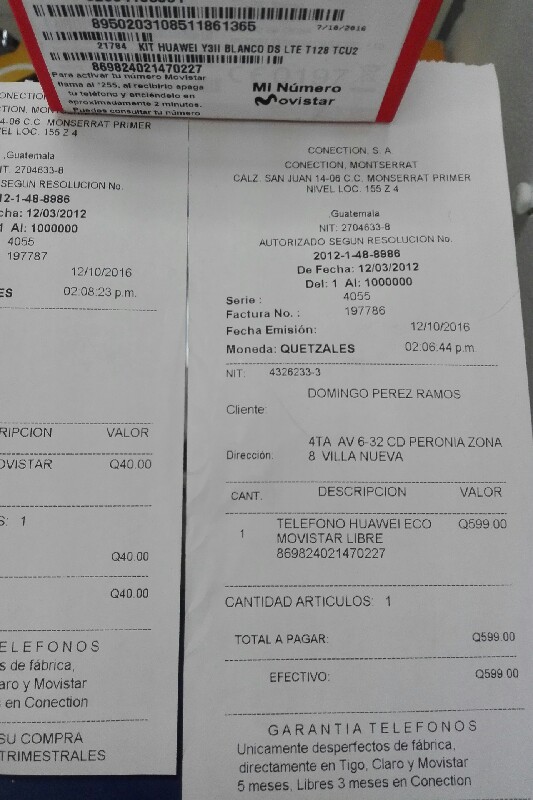 8950203108511861365
7/18/2016
21784 KIT HUAWEI Y3II BLANCO DS LTE T128 TCU2
869824021470227
Para activar tu número Movistar
llama al *255, al recibirlo apaga
tu teléfono y enciéndelo en
aproximadamente 2 minutos.
Puedes consultar tu número
Mi Número
Movistar
CONECTION, MON
4-06 C.C. MONSERRAT PRIMER
VEL LOC. 155 Z 4
,Guatemala
NIT: 2704633-8
SEGUN RESOLUCION No.
12-1-48-8986
cha: 12/03/2012
1 Al: 1000000
4055
197787
12/10/2016
ES 02:08:23 p.m.
RIPCION VALOR
OVISTAR Q40.00
S: 1
Q40.00
Q40.00
ELEFONOS
s de fábrica,
aro y Movistar
s en Conection
SU COMPRA
TRIMESTRALES
CONECTION, S. A
CONECTION, MONTSERRAT
CALZ. SAN JUAN 14-06 C.C. MONSERRAT PRIMER
NIVEL LOC. 155 Z 4
,Guatemala
NIT: 2704633-8
AUTORIZADO SEGUN RESOLUCION No.
2012-1-48-8986
De Fecha: 12/03/2012
Del: 1 Al: 1000000
Serie : 4055
Factura No. : 197786
Fecha Emisión: 12/10/2016
Moneda: QUETZALES 02:06:44 p.m.
NIT: 4326233-3
DOMINGO PEREZ RAMOS
Cliente:
4TA AV 6-32 CD PERONIA ZONA
Dirección: 8 VILLA NUEVA
CANT. DESCRIPCION VALOR
1 TELEFONO HUAWEI ECO Q599.00
MOVISTAR LIBRE
869824021470227
CANTIDAD ARTICULOS: 1
TOTAL A PAGAR: Q599.00
EFECTIVO: Q599.00
GARANTIA TELEFONOS
Unicamente desperfectos de fábrica,
directamente en Tigo, Claro y Movistar
5 meses, Libres 3 meses en Conection